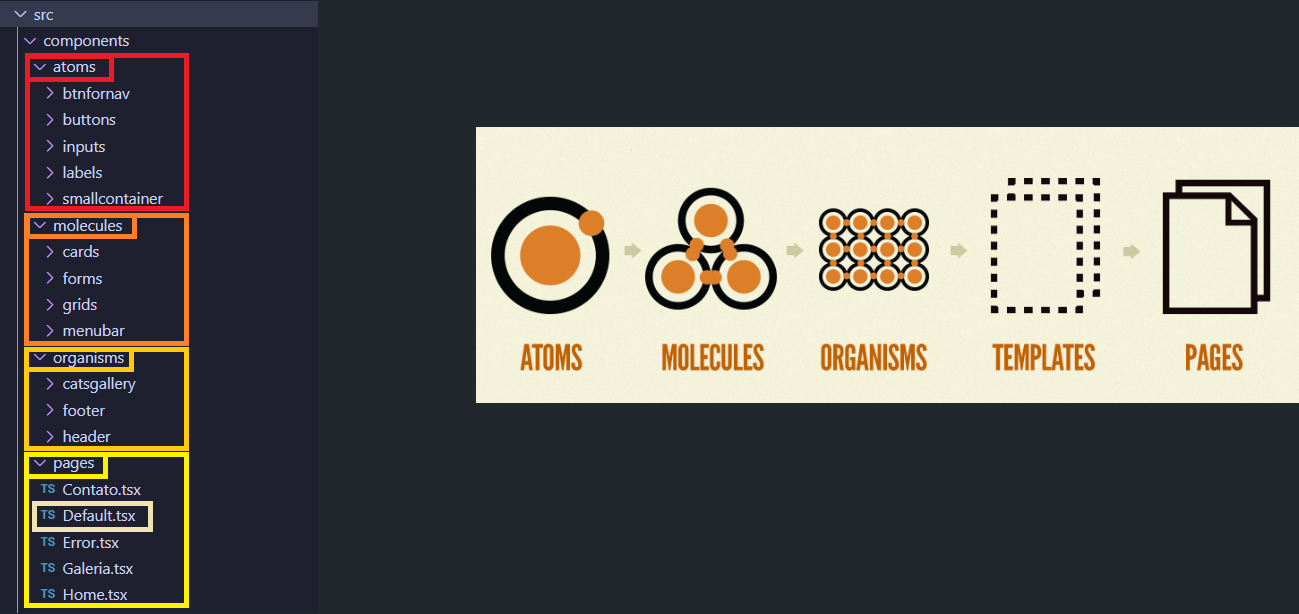 src
components
atoms
btnfornav
buttons
inputs
labels
smallcontainer
molecules
cards
forms
grids
menubar
organisms
catsgallery
footer
header
pages
TS Contato.tsx
TS Default.tsx
TS Error.tsx
TS Galeria.tsx
TS Home.tsx
ATOMS MOLECULES ORGANISMS TEMPLATES PAGES